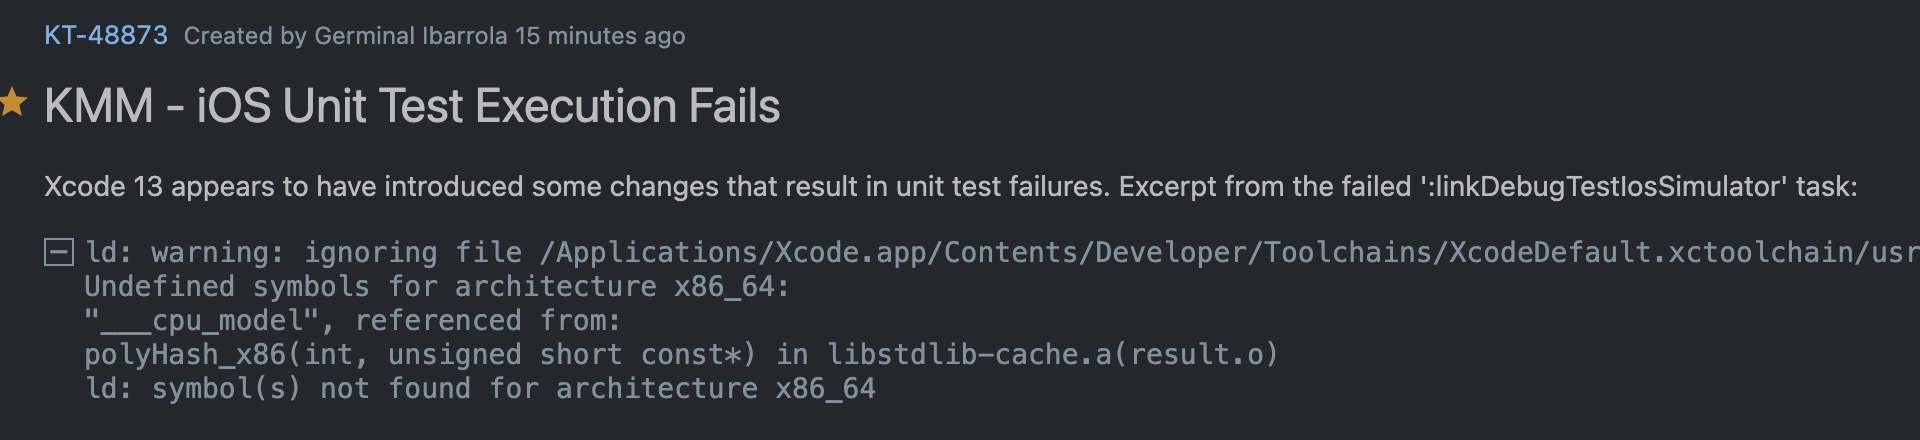 KT-48873 Created by Germinal Ibarrola 15 minutes ago
KMM - iOS Unit Test Execution Fails
Xcode 13 appears to have introduced some changes that result in unit test failures. Excerpt from the failed ':linkDebugTestIosSimulator' task:
ld: warning: ignoring file /Applications/Xcode.app/Contents/Developer/Toolchains/XcodeDefault.xctoolchain/usr
Undefined symbols for architecture x86_64:
"___cpu_model", referenced from:
polyHash_x86(int, unsigned short const*) in libstdlib-cache.a(result.o)
ld: symbol(s) not found for architecture x86_64